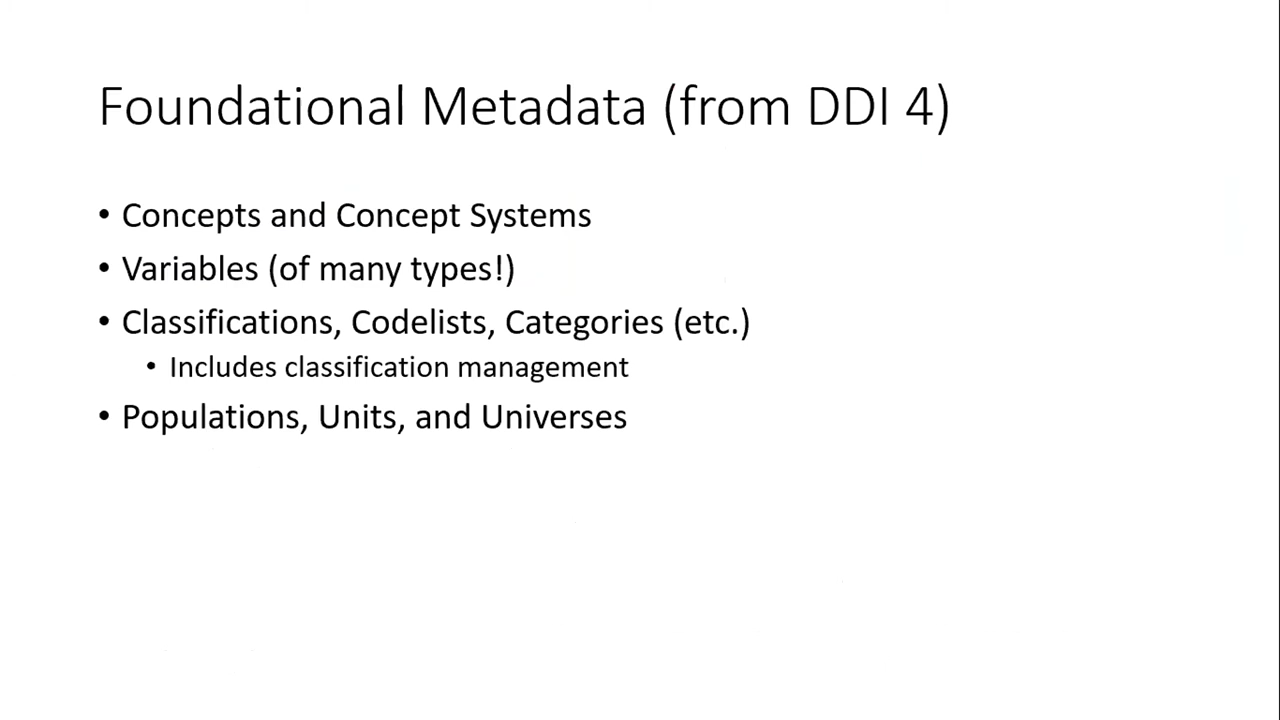 Foundational Metadata (from DDI 4)
• Concepts and Concept Systems
• Variables (of many types!)
• Classifications, Codelists, Categories (etc.)
• Includes classification management
• Populations, Units, and Universes